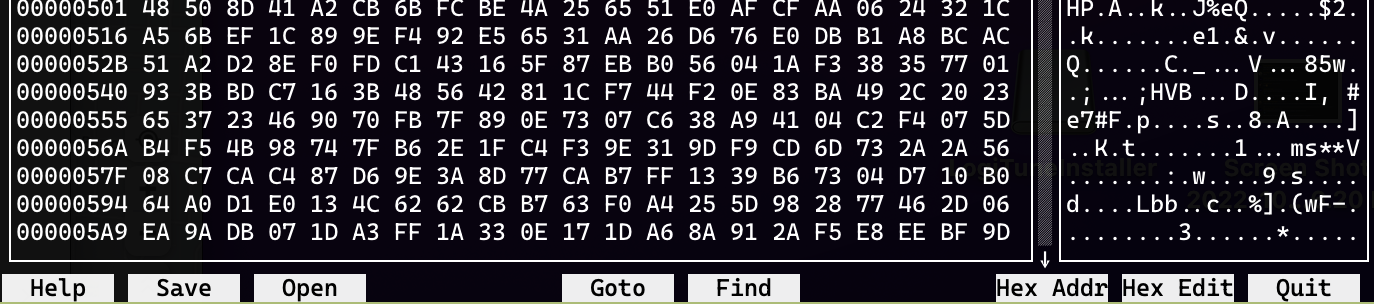 00000501 48 50 8D 41 A2 CB 6B FC BE 4A 25 65 51 E0 AF CF AA 06 24 32 1C HP.A..k..J%eQ.....$2.
00000516 A5 6B EF 1C 89 9E F4 92 E5 65 31 AA 26 D6 76 E0 DB B1 A8 BC AC .k.......e1.&.v......
0000052B 51 A2 D2 8E F0 FD C1 43 16 5F 87 EB B0 56 04 1A F3 38 35 77 01 Q......C._...V...85w.
00000540 93 3B BD C7 16 3B 48 56 42 81 1C F7 44 F2 0E 83 BA 49 2C 20 23 .;...;HVB...D....I, #
00000555 65 37 23 46 90 70 FB 7F 89 0E 73 07 C6 38 A9 41 04 C2 F4 07 5D e7#F.p....s..8.A....]
0000056A B4 F5 4B 98 74 7F B6 2E 1F C4 F3 9E 31 9D F9 CD 6D 73 2A 2A 56 ..K.t.......1...ms**V
0000057F 08 C7 CA C4 87 D6 9E 3A 8D 77 CA B7 FF 13 39 B6 73 04 D7 10 B0 .......:.w....9.s....
00000594 64 A0 D1 E0 13 4C 62 62 CB B7 63 F0 A4 25 5D 98 28 77 46 2D 06 d....Lbb..c..%].(wF-.
000005A9 EA 9A DB 07 1D A3 FF 1A 33 0E 17 1D A6 8A 91 2A F5 E8 EE BF 9D ........3......*.....
↓
Help Save Open Goto Find Hex Addr Hex Edit Quit